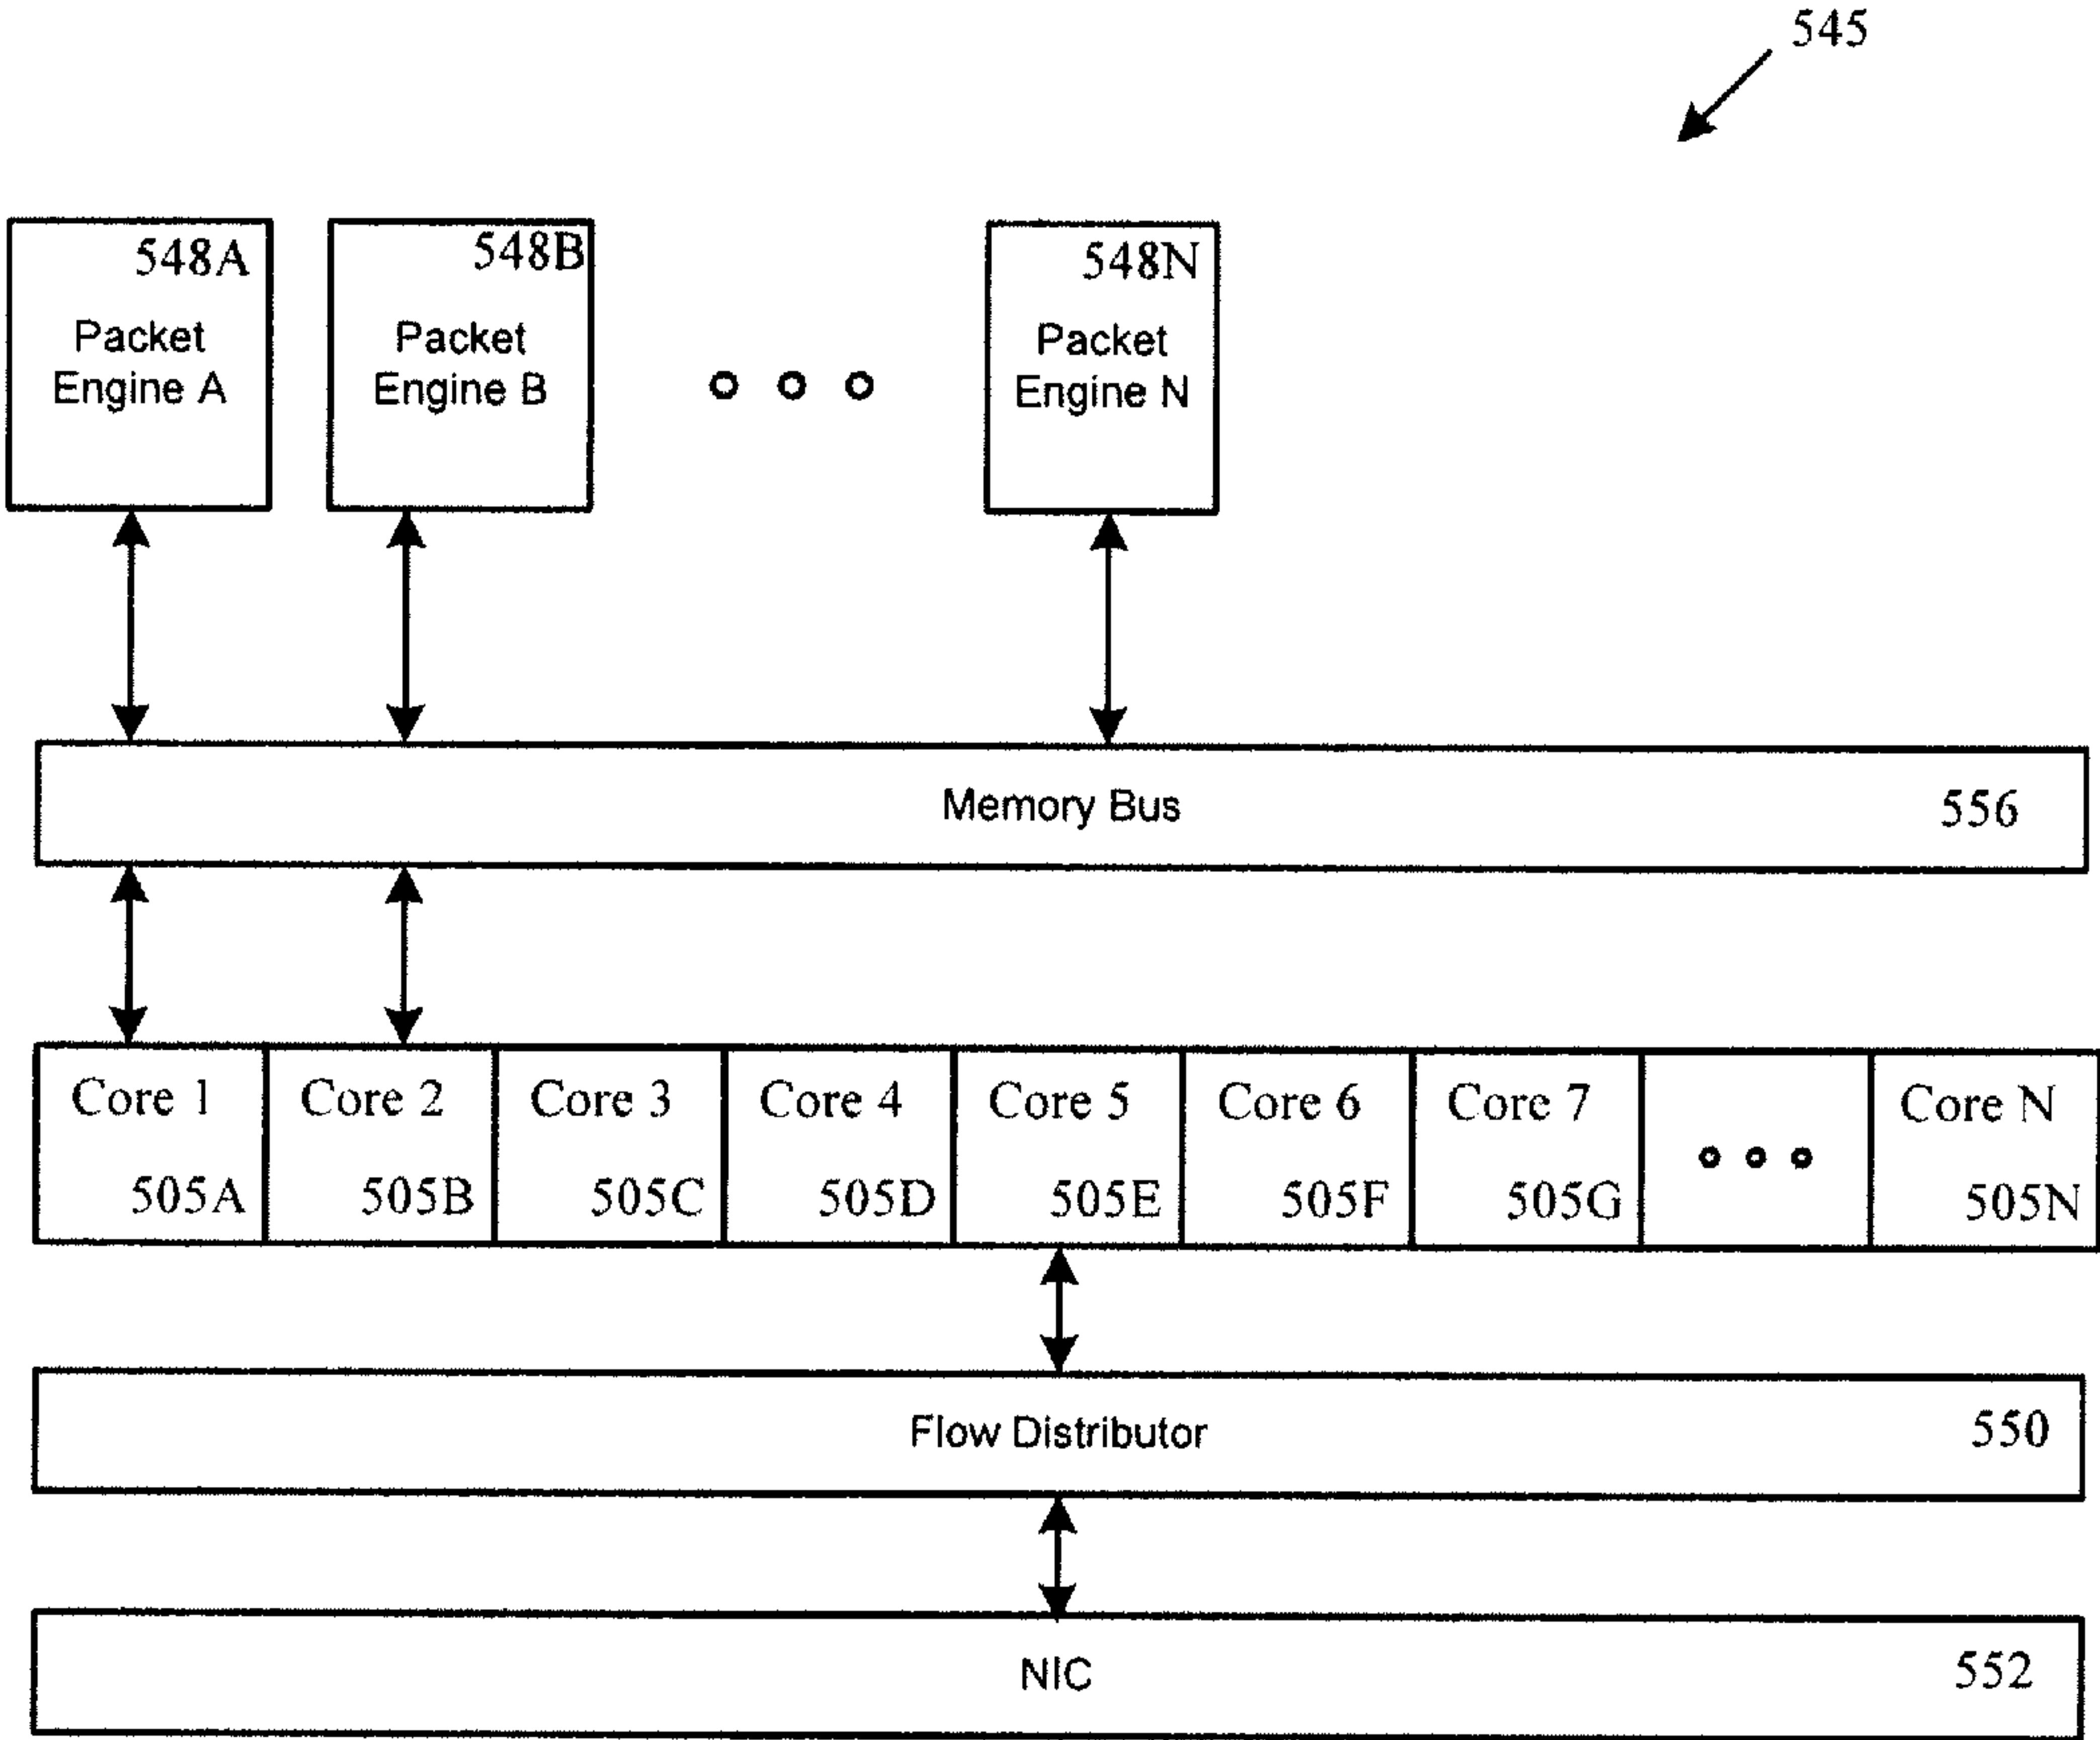 545
548A
Packet
Engine A
548B
Packet
Engine B
548N
Packet
Engine N
Memory Bus 556
Core 1 Core 2 Core 3 Core 4 Core 5 Core 6 Core 7 Core N
505A 505B 505C 505D 505E 505F 505G 505N
Flow Distributor 550
NIC 552